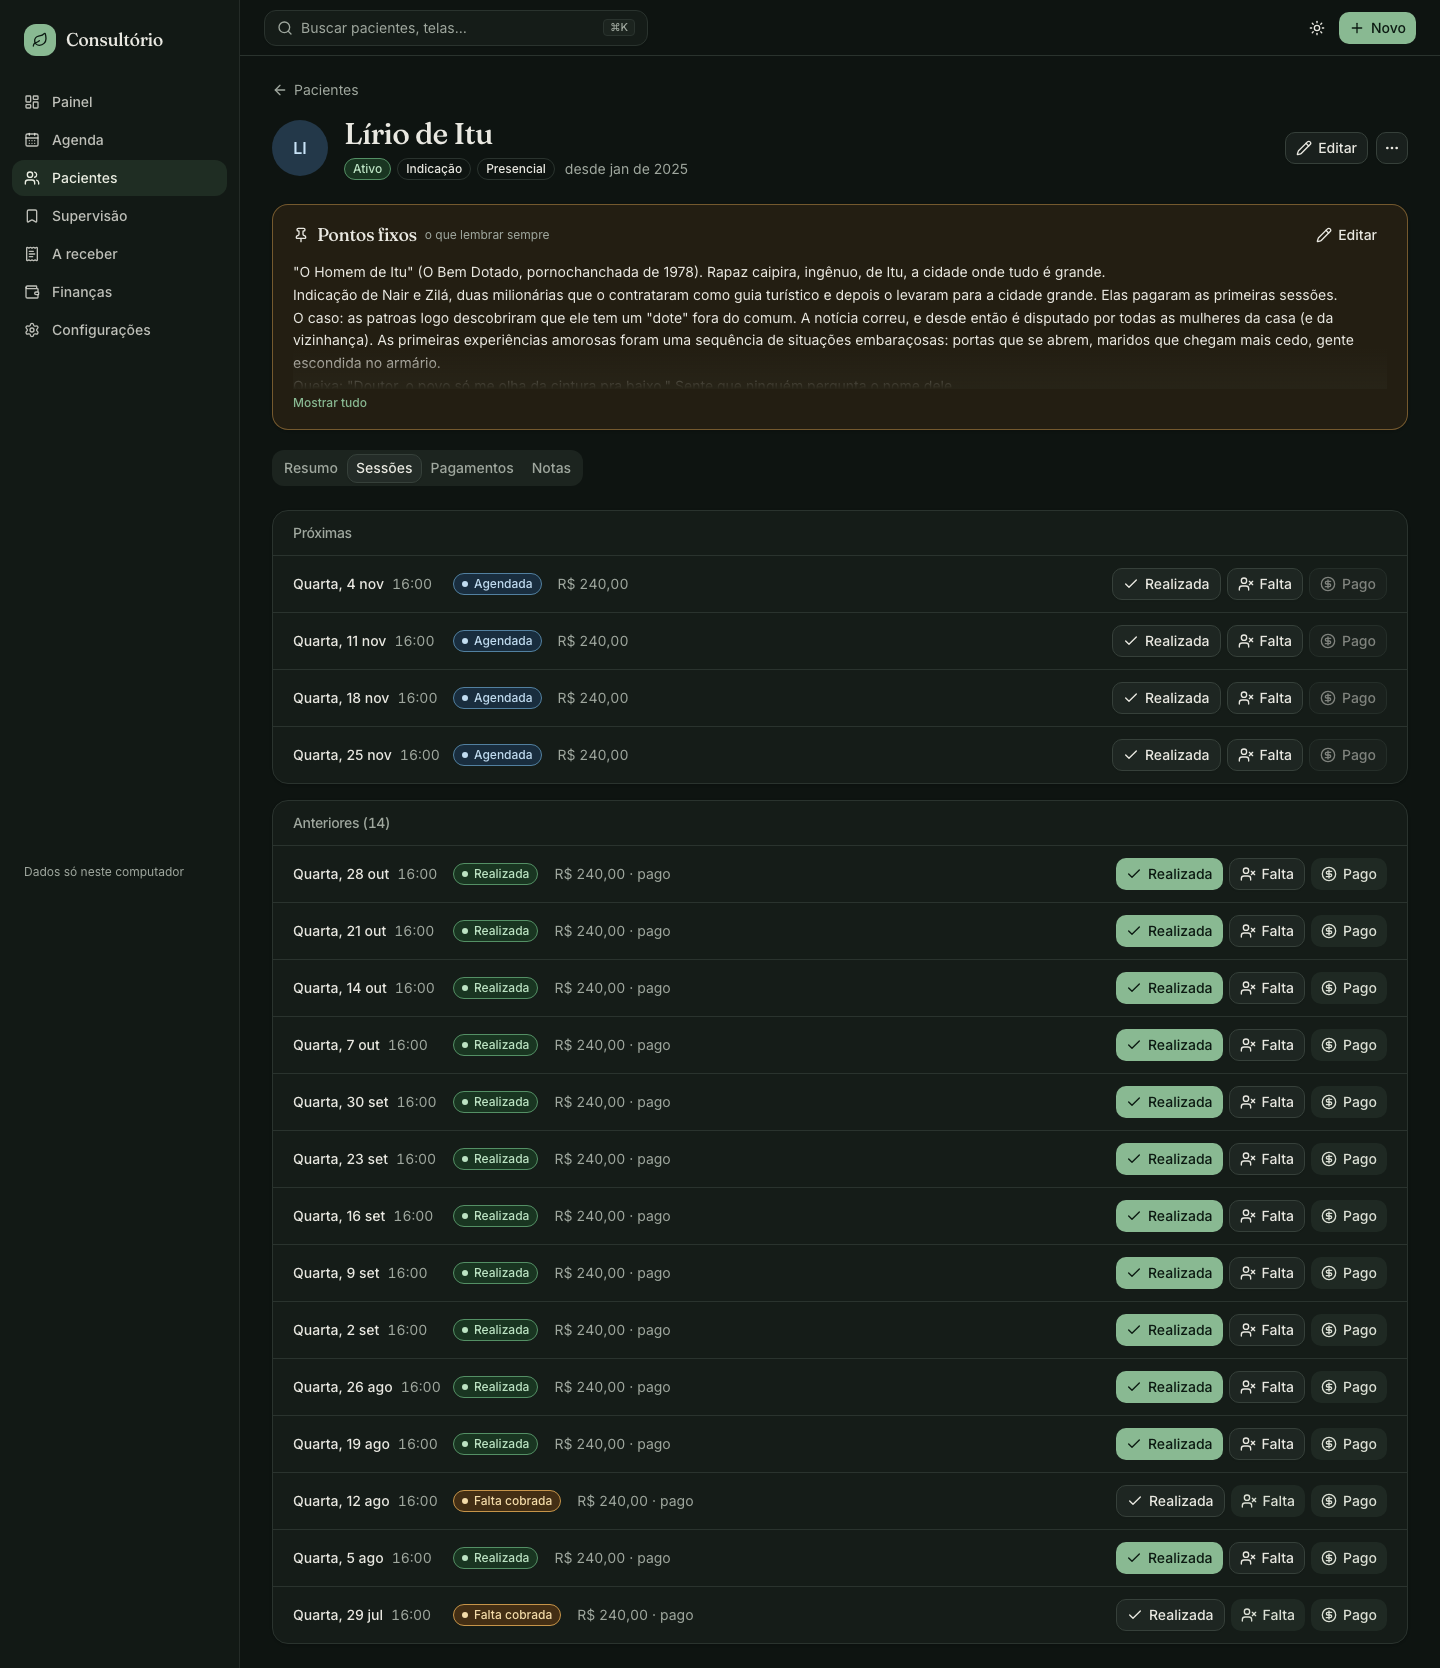 Consultório
Buscar pacientes, telas...
⌘K
Novo
Painel
Agenda
Pacientes
Supervisão
A receber
Finanças
Configurações
Dados só neste computador
Pacientes
LI
Lírio de Itu
Ativo Indicação Presencial desde jan de 2025
Editar
Pontos fixos o que lembrar sempre
Editar
"O Homem de Itu" (O Bem Dotado, pornochanchada de 1978). Rapaz caipira, ingênuo, de Itu, a cidade onde tudo é grande.
Indicação de Nair e Zilá, duas milionárias que o contrataram como guia turístico e depois o levaram para a cidade grande. Elas pagaram as primeiras sessões.
O caso: as patroas logo descobriram que ele tem um "dote" fora do comum. A notícia correu, e desde então é disputado por todas as mulheres da casa (e da
vizinhança). As primeiras experiências amorosas foram uma sequência de situações embaraçosas: portas que se abrem, maridos que chegam mais cedo, gente
escondida no armário.
Queixa: "Doutor, o povo só me olha da cintura pra baixo." Sente que ninguém pergunta o nome dele.
Mostrar tudo
Resumo Sessões Pagamentos Notas
Próximas
Quarta, 4 nov 16:00 Agendada R$ 240,00 Realizada Falta Pago
Quarta, 11 nov 16:00 Agendada R$ 240,00 Realizada Falta Pago
Quarta, 18 nov 16:00 Agendada R$ 240,00 Realizada Falta Pago
Quarta, 25 nov 16:00 Agendada R$ 240,00 Realizada Falta Pago
Anteriores (14)
Quarta, 28 out 16:00 Realizada R$ 240,00 · pago Realizada Falta Pago
Quarta, 21 out 16:00 Realizada R$ 240,00 · pago Realizada Falta Pago
Quarta, 14 out 16:00 Realizada R$ 240,00 · pago Realizada Falta Pago
Quarta, 7 out 16:00 Realizada R$ 240,00 · pago Realizada Falta Pago
Quarta, 30 set 16:00 Realizada R$ 240,00 · pago Realizada Falta Pago
Quarta, 23 set 16:00 Realizada R$ 240,00 · pago Realizada Falta Pago
Quarta, 16 set 16:00 Realizada R$ 240,00 · pago Realizada Falta Pago
Quarta, 9 set 16:00 Realizada R$ 240,00 · pago Realizada Falta Pago
Quarta, 2 set 16:00 Realizada R$ 240,00 · pago Realizada Falta Pago
Quarta, 26 ago 16:00 Realizada R$ 240,00 · pago Realizada Falta Pago
Quarta, 19 ago 16:00 Realizada R$ 240,00 · pago Realizada Falta Pago
Quarta, 12 ago 16:00 Falta cobrada R$ 240,00 · pago Realizada Falta Pago
Quarta, 5 ago 16:00 Realizada R$ 240,00 · pago Realizada Falta Pago
Quarta, 29 jul 16:00 Falta cobrada R$ 240,00 · pago Realizada Falta Pago